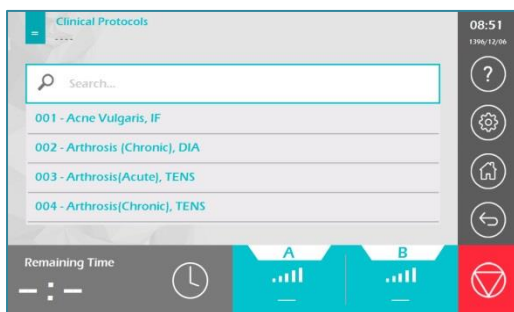 Clinical Protocols
----
08:51
1396/12/06
Search...
001 - Acne Vulgaris, IF
002 - Arthrosis (Chronic), DIA
003 - Arthrosis(Acute), TENS
004 - Arthrosis(Chronic), TENS
?
Remaining Time
– : –
A
B